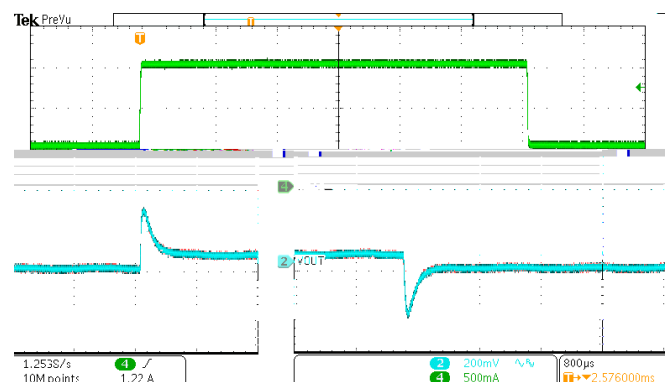 Tek PreVu
T
T
4
2 VOUT
1.25GS/s 4 2 200mV 800µs
10M points 1.22 A 4 500mA T→▼2.576000ms